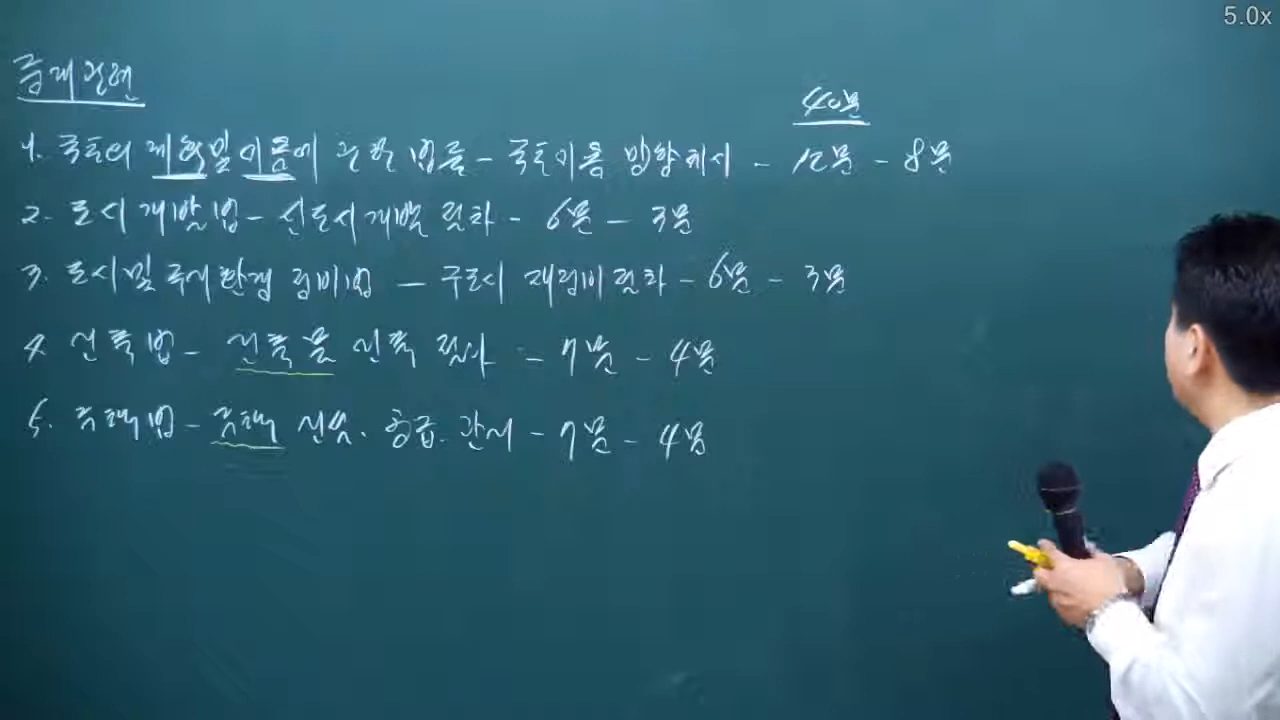 5.0x
출제관련
40문
1. 국토의 계획및이용에 관한 법률 - 국토이용 방향제시 - 12문 - 8문
2. 도시개발법 - 신도시개발 절차 - 6문 - 3문
3. 도시및주거환경정비법 - 구도시 재정비절차 - 6문 - 3문
4. 건축법 - 건축물 건축 절차 - 7문 - 4문
5. 주택법 - 주택 건설. 공급. 관리 - 7문 - 4문